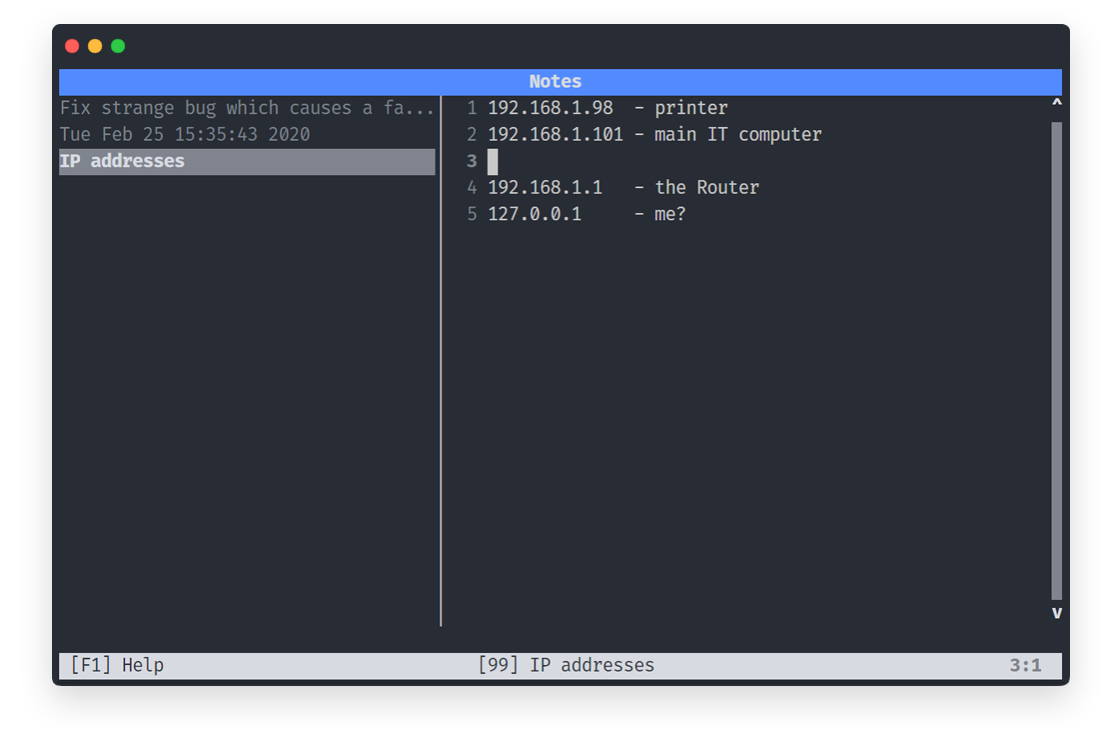 Notes
Fix strange bug which causes a fa...
Tue Feb 25 15:35:43 2020
IP addresses
1 192.168.1.98  - printer
2 192.168.1.101 - main IT computer
3
4 192.168.1.1   - the Router
5 127.0.0.1     - me?
^
v
[F1] Help
[99] IP addresses
3:1